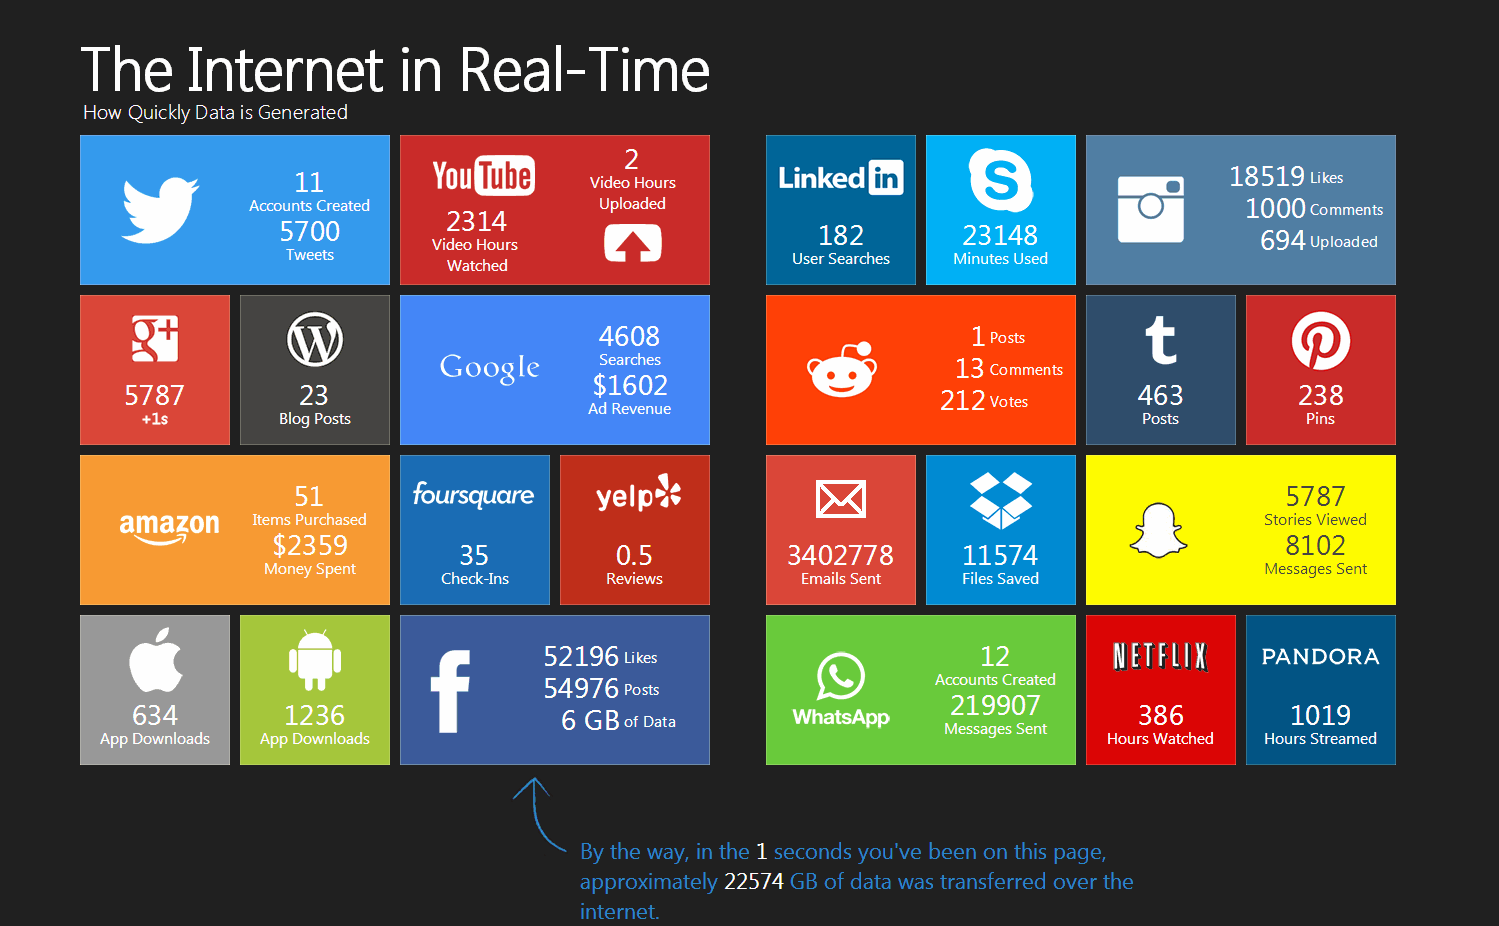 The Internet in Real-Time
How Quickly Data is Generated
11
Accounts Created
5700
Tweets
YouTube
2314
Video Hours
Watched
2
Video Hours
Uploaded
Linked in
182
User Searches
S
23148
Minutes Used
18519 Likes
1000 Comments
694 Uploaded
g+
5787
+1s
W
23
Blog Posts
Google
4608
Searches
$1602
Ad Revenue
1 Posts
13 Comments
212 Votes
t
463
Posts
P
238
Pins
amazon
51
Items Purchased
$2359
Money Spent
foursquare
35
Check-Ins
yelp
0.5
Reviews
3402778
Emails Sent
11574
Files Saved
5787
Stories Viewed
8102
Messages Sent
634
App Downloads
1236
App Downloads
f
52196 Likes
54976 Posts
6 GB of Data
WhatsApp
12
Accounts Created
219907
Messages Sent
NETFLIX
386
Hours Watched
PANDORA
1019
Hours Streamed
By the way, in the 1 seconds you've been on this page,
approximately 22574 GB of data was transferred over the
internet.